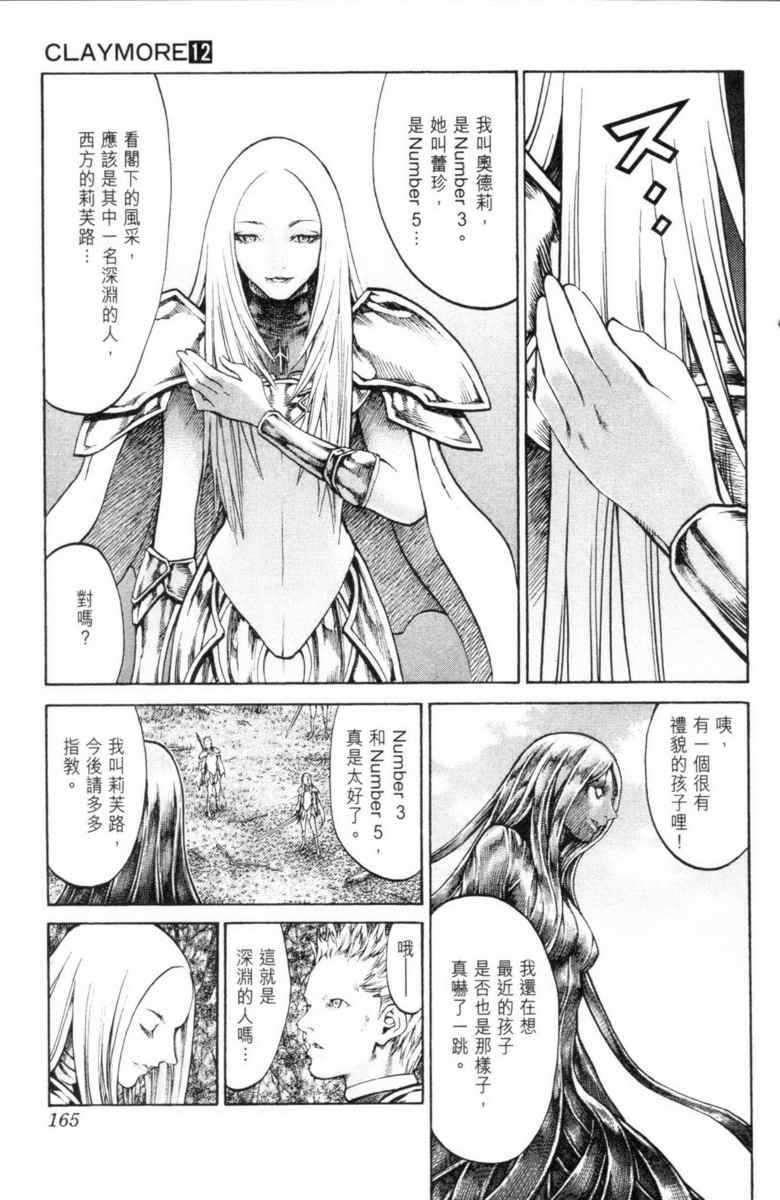 CLAYMORE 12
スッ
我叫奧德莉，
是Number 3。
她叫蕾珍，
是Number 5…
看閣下的風采，
應該是其中一名深淵的人，
西方的莉芙路…
對嗎？
咦，
有一個很有
禮貌的孩子哩！
我還在想
最近的孩子
是否也是那樣子，
真嚇了一跳。
Number 3
和Number 5，
真是太好了。
我叫莉芙路，
今後請多多
指教。
哦——
這就是
深淵的人嗎…
165